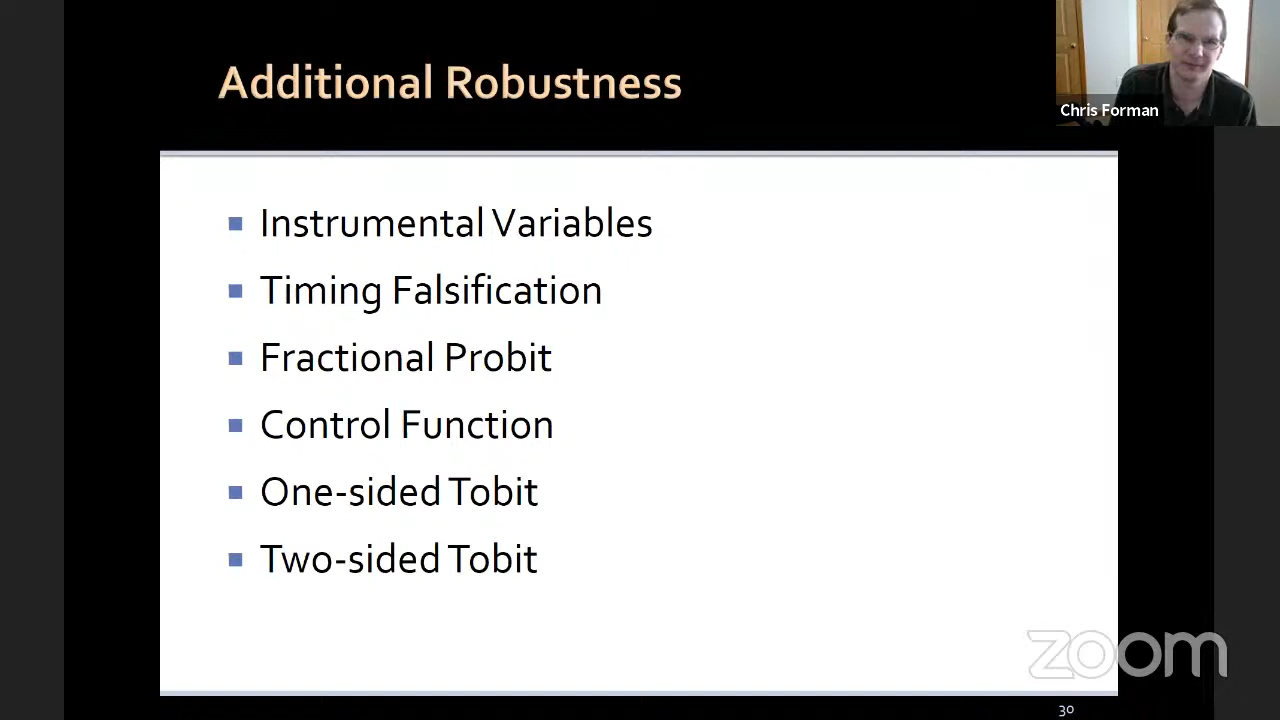 Additional Robustness
Chris Forman
Instrumental Variables
Timing Falsification
Fractional Probit
Control Function
One-sided Tobit
Two-sided Tobit
zoom
30